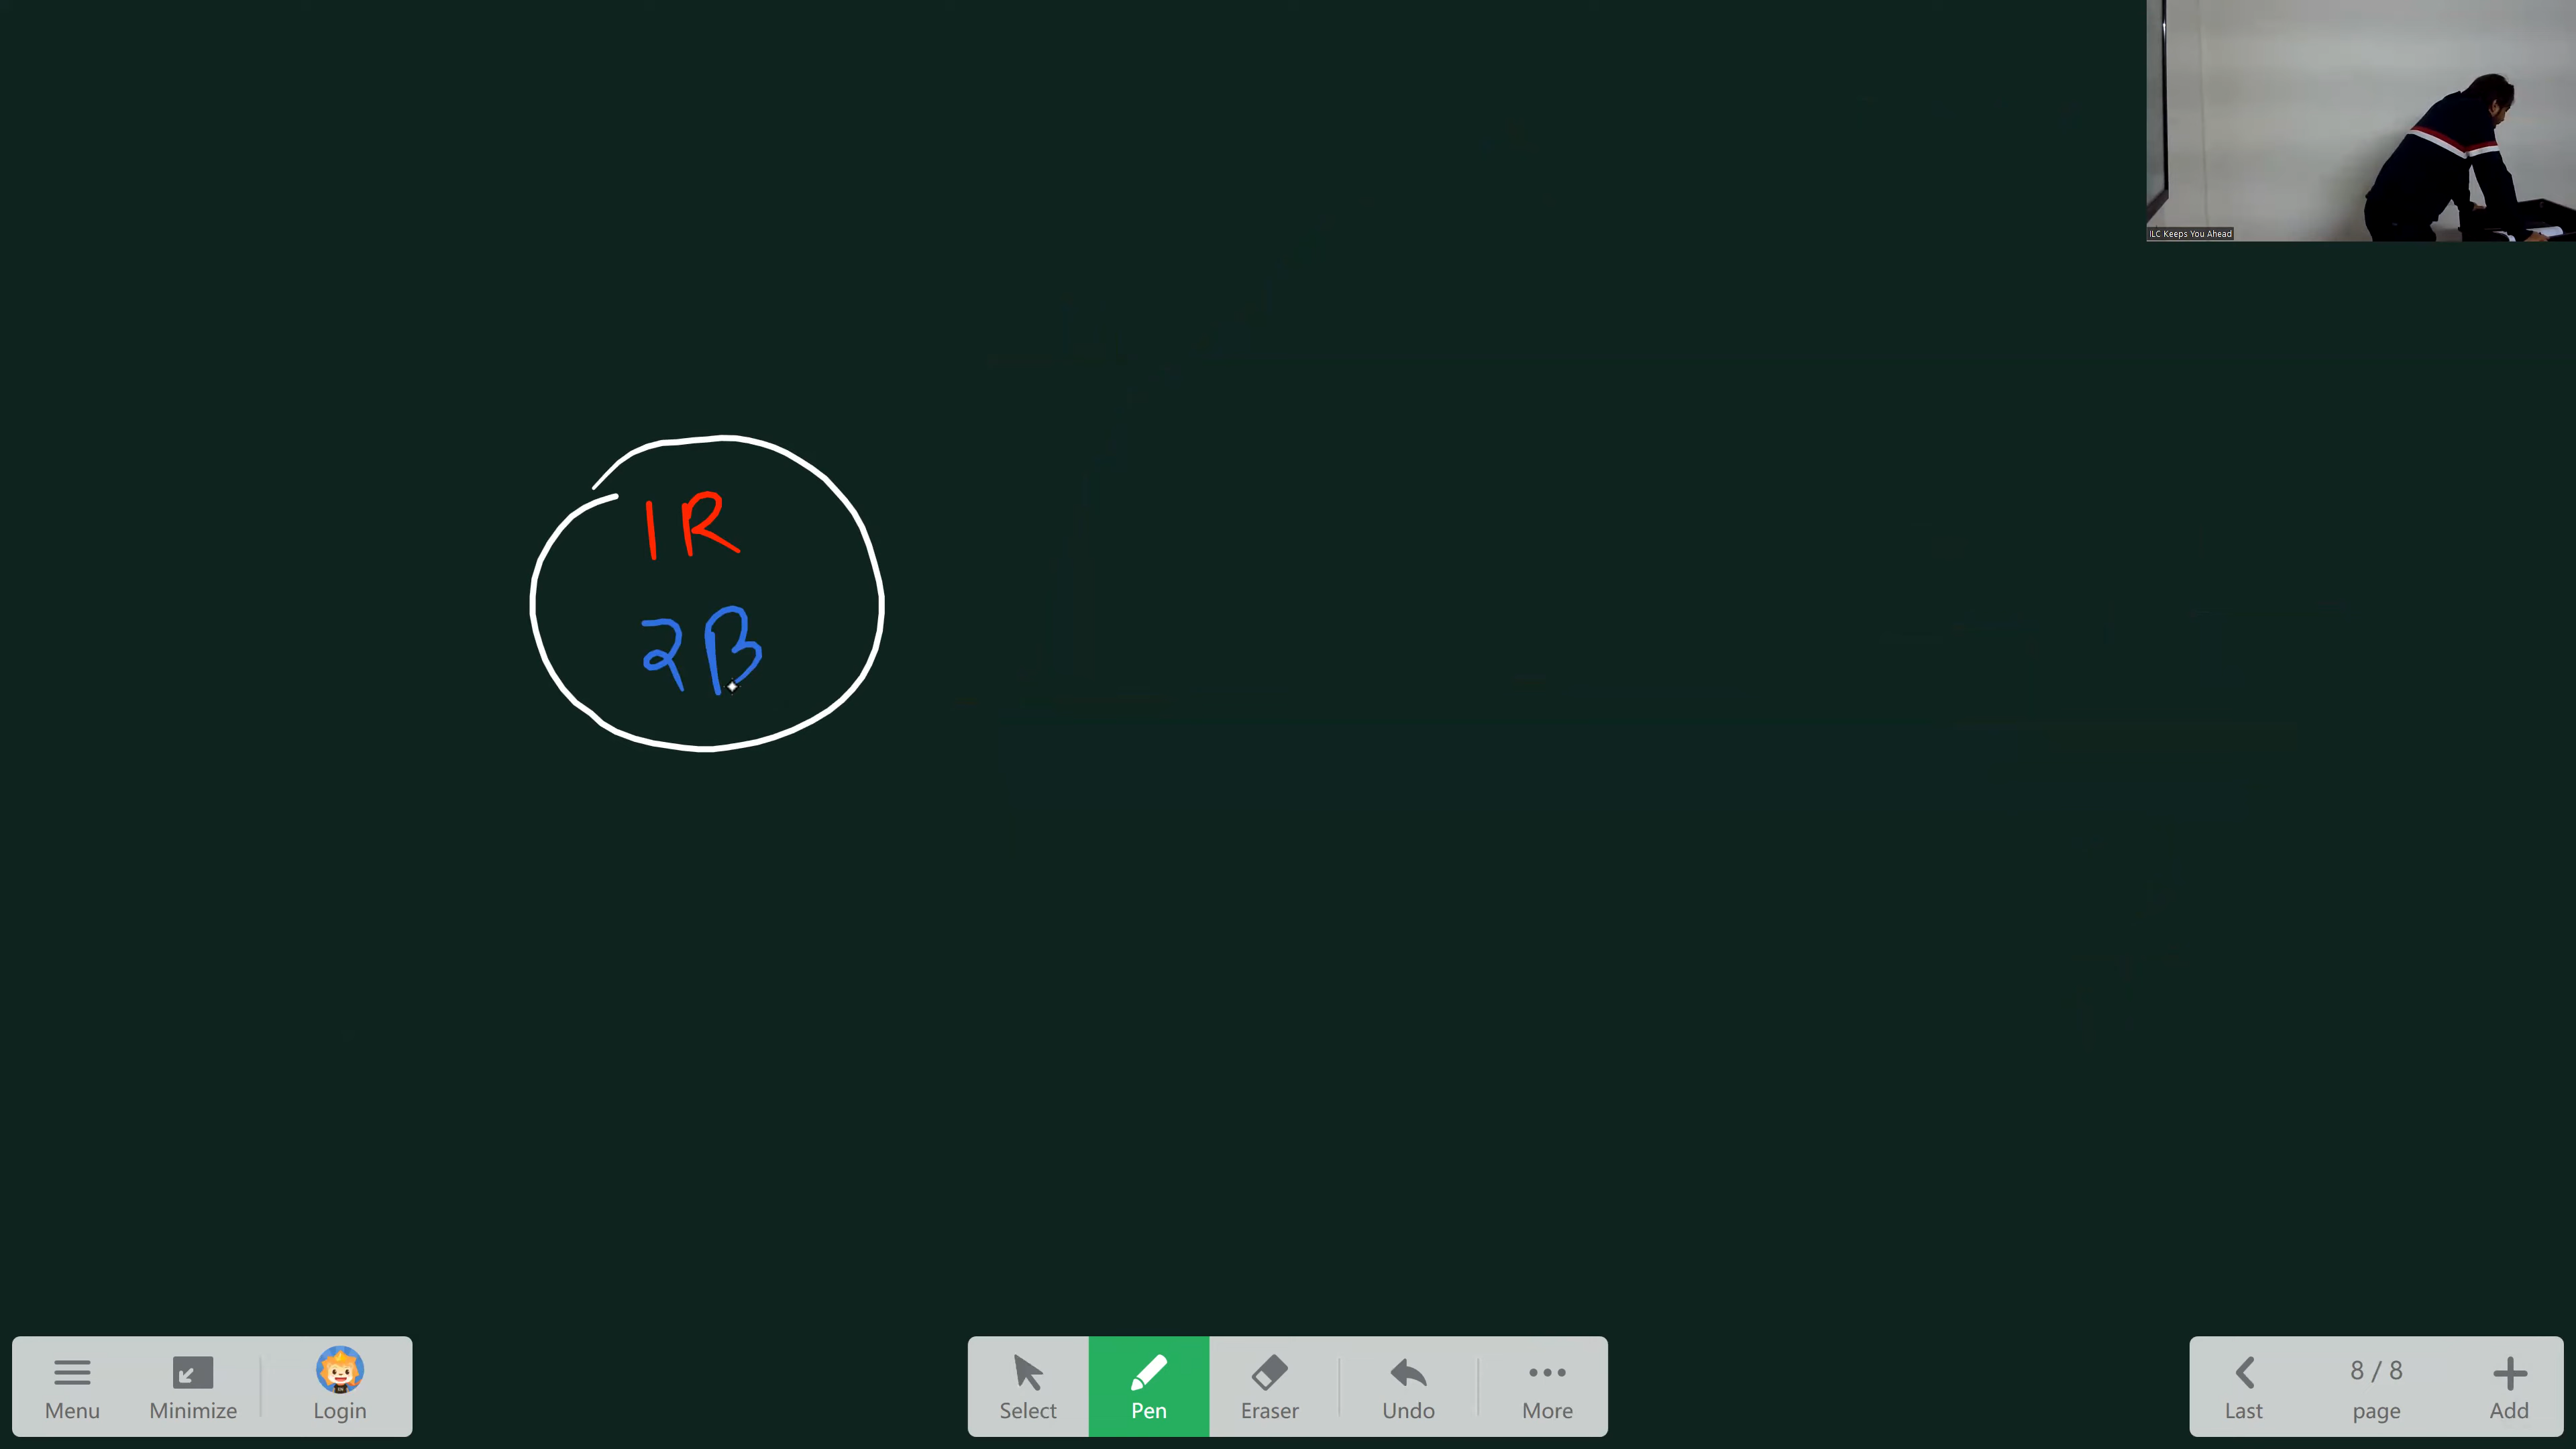 ILC Keeps You Ahead
1R
2B
Menu
Minimize
Login
Select
Pen
Eraser
Undo
More
Last
8 / 8
page
Add